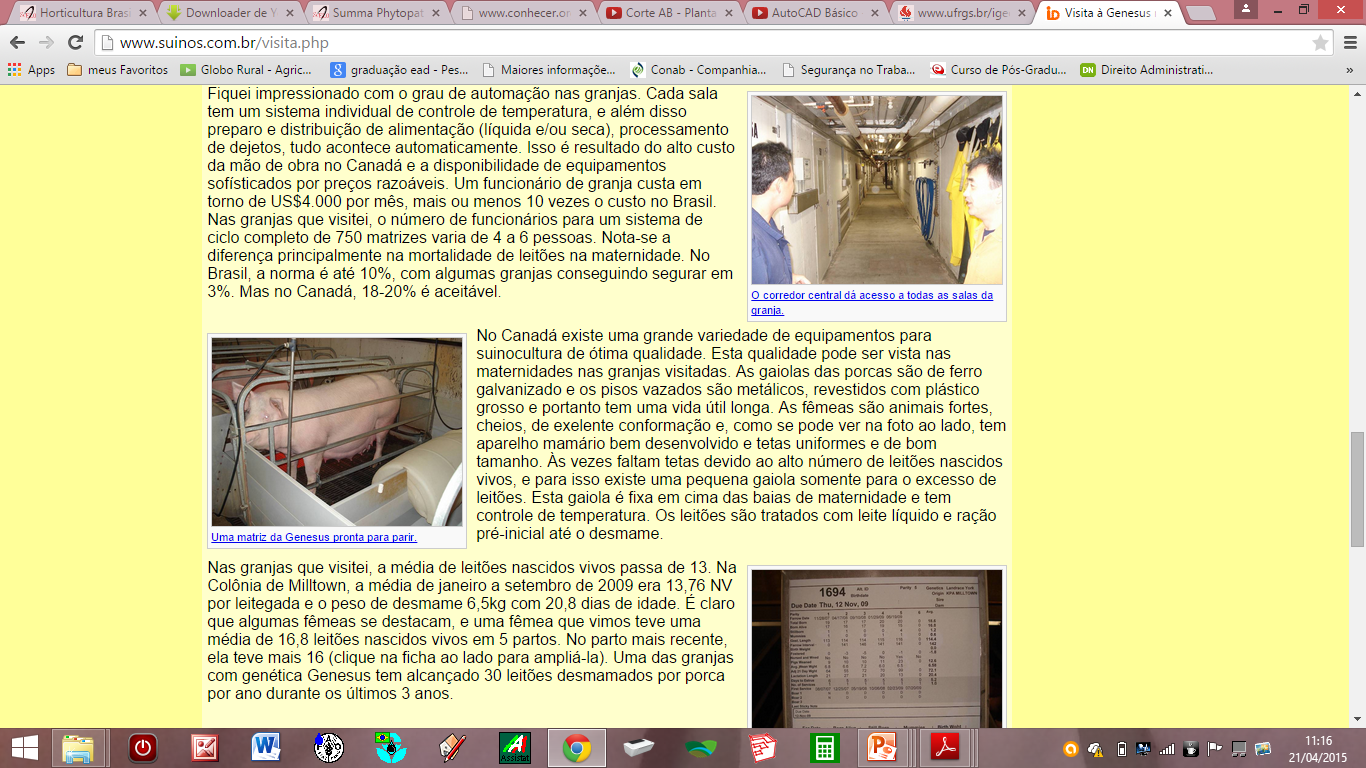 Horticultura Brasi
Downloader de Y
Summa Phytopat
www.conhecer.or
Corte AB - Planta
AutoCAD Básico
www.ufrgs.br/ige
Visita à Genesus
www.suinos.com.br/visita.php
Apps
meus Favoritos
Globo Rural - Agric...
graduação ead - Pes...
Maiores informaçõe...
Conab - Companhia...
Segurança no Traba...
Curso de Pós-Gradu...
Direito Administrati...
»
Fiquei impressionado com o grau de automação nas granjas. Cada sala
tem um sistema individual de controle de temperatura, e além disso
preparo e distribuição de alimentação (líquida e/ou seca), processamento
de dejetos, tudo acontece automaticamente. Isso é resultado do alto custo
da mão de obra no Canadá e a disponibilidade de equipamentos
sofísticados por preços razoáveis. Um funcionário de granja custa em
torno de US$4.000 por mês, mais ou menos 10 vezes o custo no Brasil.
Nas granjas que visitei, o número de funcionários para um sistema de
ciclo completo de 750 matrizes varia de 4 a 6 pessoas. Nota-se a
diferença principalmente na mortalidade de leitões na maternidade. No
Brasil, a norma é até 10%, com algumas granjas conseguindo segurar em
3%. Mas no Canadá, 18-20% é aceitável.
O corredor central dá acesso a todas as salas da
granja.
Uma matriz da Genesus pronta para parir.
No Canadá existe uma grande variedade de equipamentos para
suinocultura de ótima qualidade. Esta qualidade pode ser vista nas
maternidades nas granjas visitadas. As gaiolas das porcas são de ferro
galvanizado e os pisos vazados são metálicos, revestidos com plástico
grosso e portanto tem uma vida útil longa. As fêmeas são animais fortes,
cheios, de exelente conformação e, como se pode ver na foto ao lado, tem
aparelho mamário bem desenvolvido e tetas uniformes e de bom
tamanho. Às vezes faltam tetas devido ao alto número de leitões nascidos
vivos, e para isso existe uma pequena gaiola somente para o excesso de
leitões. Esta gaiola é fixa em cima das baias de maternidade e tem
controle de temperatura. Os leitões são tratados com leite líquido e ração
pré-inicial até o desmame.
Nas granjas que visitei, a média de leitões nascidos vivos passa de 13. Na
Colônia de Milltown, a média de janeiro a setembro de 2009 era 13,76 NV
por leitegada e o peso de desmame 6,5kg com 20,8 dias de idade. É claro
que algumas fêmeas se destacam, e uma fêmea que vimos teve uma
média de 16,8 leitões nascidos vivos em 5 partos. No parto mais recente,
ela teve mais 16 (clique na ficha ao lado para ampliá-la). Uma das granjas
com genética Genesus tem alcançado 30 leitões desmamados por porca
por ano durante os últimos 3 anos.
1694
Due Date Thu, 12 Nov, 09
Assistat
11:16
21/04/2015